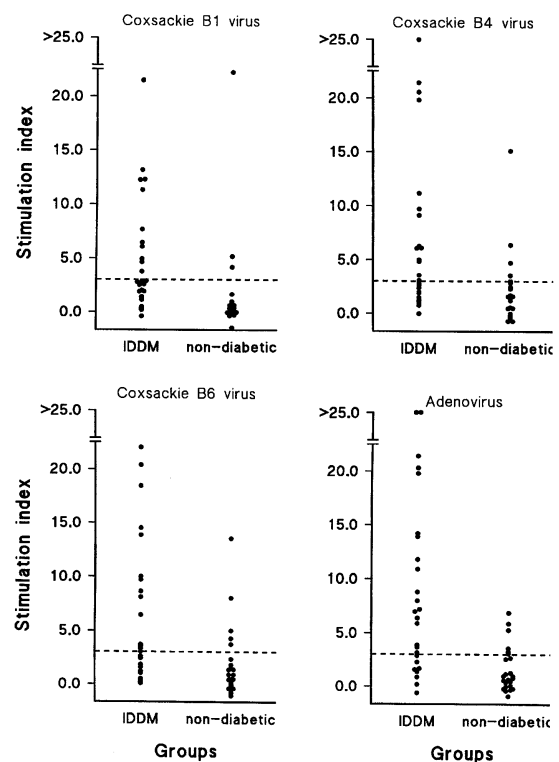 Coxsackie B1 virus
Stimulation index
>25.0
20.0
15.0
10.0
5.0
0.0
IDDM non-diabetic
Coxsackie B4 virus
>25.0
20.0
15.0
10.0
5.0
0.0
IDDM non-diabetic
Coxsackie B6 virus
Stimulation index
>25.0
20.0
15.0
10.0
5.0
0.0
IDDM non-diabetic
Groups
Adenovirus
>25.0
20.0
15.0
10.0
5.0
0.0
IDDM non-diabetic
Groups